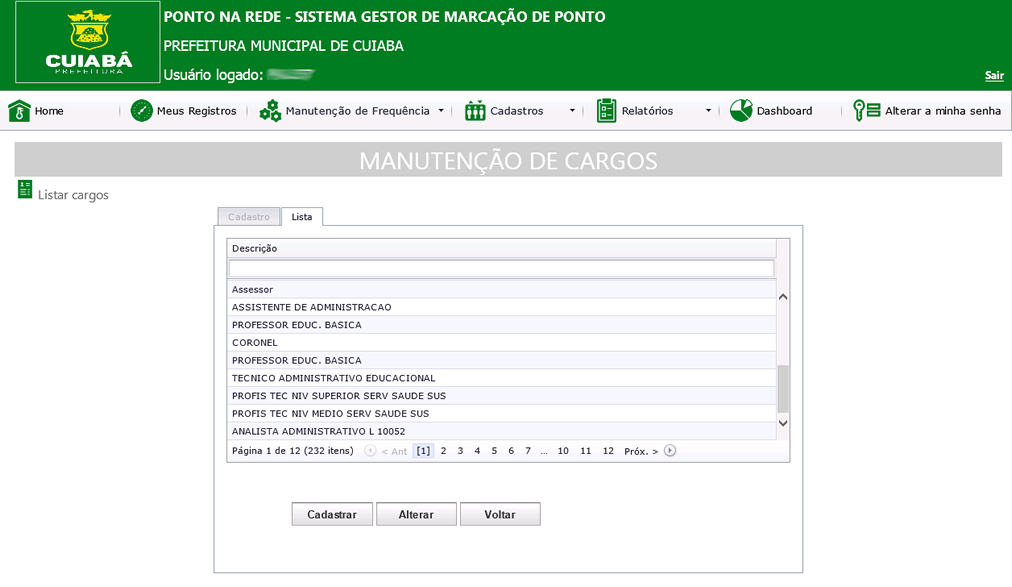 CUIABÁ
PREFEITURA
PONTO NA REDE - SISTEMA GESTOR DE MARCAÇÃO DE PONTO
PREFEITURA MUNICIPAL DE CUIABA
Usuário logado:
Sair
Home
Meus Registros
Manutenção de Frequência
Cadastros
Relatórios
Dashboard
Alterar a minha senha
MANUTENÇÃO DE CARGOS
Listar cargos
Cadastro
Lista
Descrição
Assessor
ASSISTENTE DE ADMINISTRACAO
PROFESSOR EDUC. BASICA
CORONEL
PROFESSOR EDUC. BASICA
TECNICO ADMINISTRATIVO EDUCACIONAL
PROFIS TEC NIV SUPERIOR SERV SAUDE SUS
PROFIS TEC NIV MEDIO SERV SAUDE SUS
ANALISTA ADMINISTRATIVO L 10052
Página 1 de 12 (232 itens) < Ant [1] 2 3 4 5 6 7 ... 10 11 12 Próx. >
Cadastrar
Alterar
Voltar